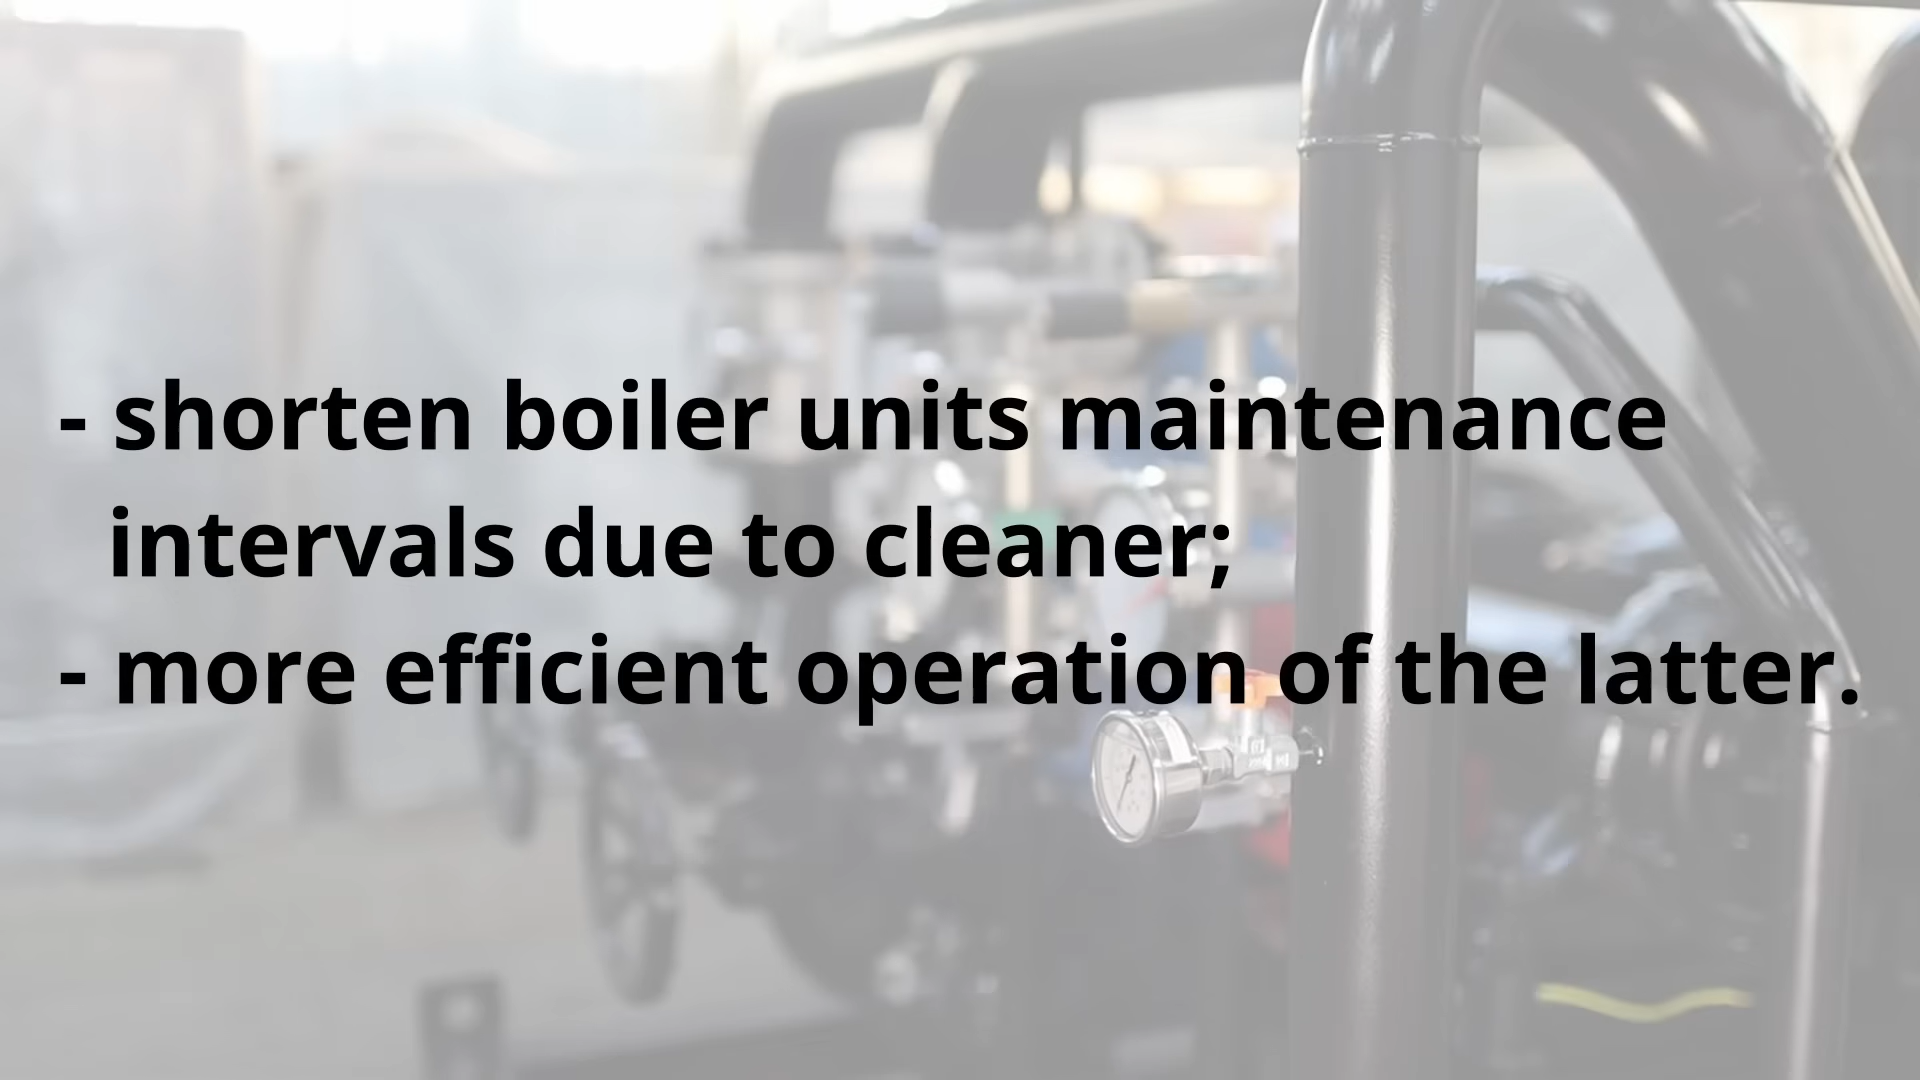 - shorten boiler units maintenance
intervals due to cleaner;
- more efficient operation of the latter.